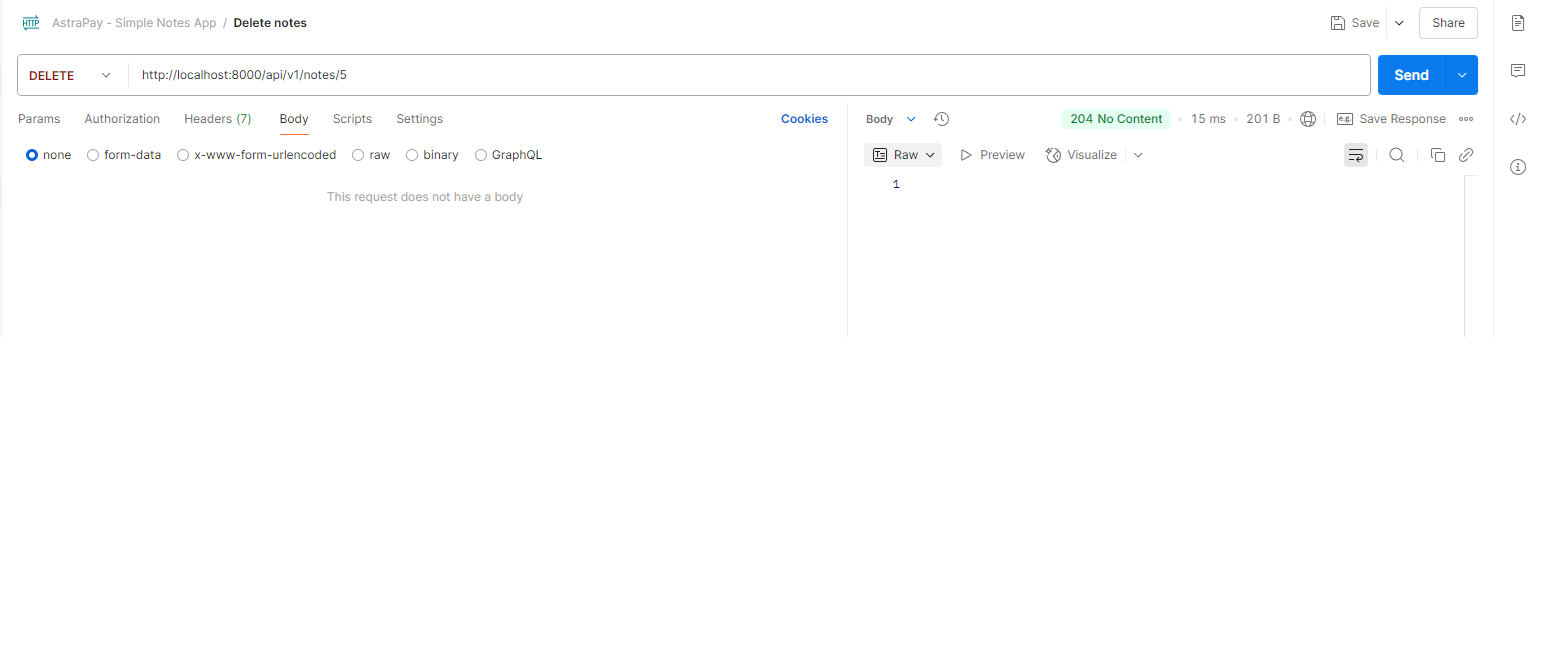 HTTP AstraPay - Simple Notes App / Delete notes Save Share
DELETE http://localhost:8000/api/v1/notes/5 Send
Params Authorization Headers (7) Body Scripts Settings Cookies
Body 204 No Content 15 ms 201 B e.g. Save Response
none form-data x-www-form-urlencoded raw binary GraphQL
Raw Preview Visualize
1
This request does not have a body